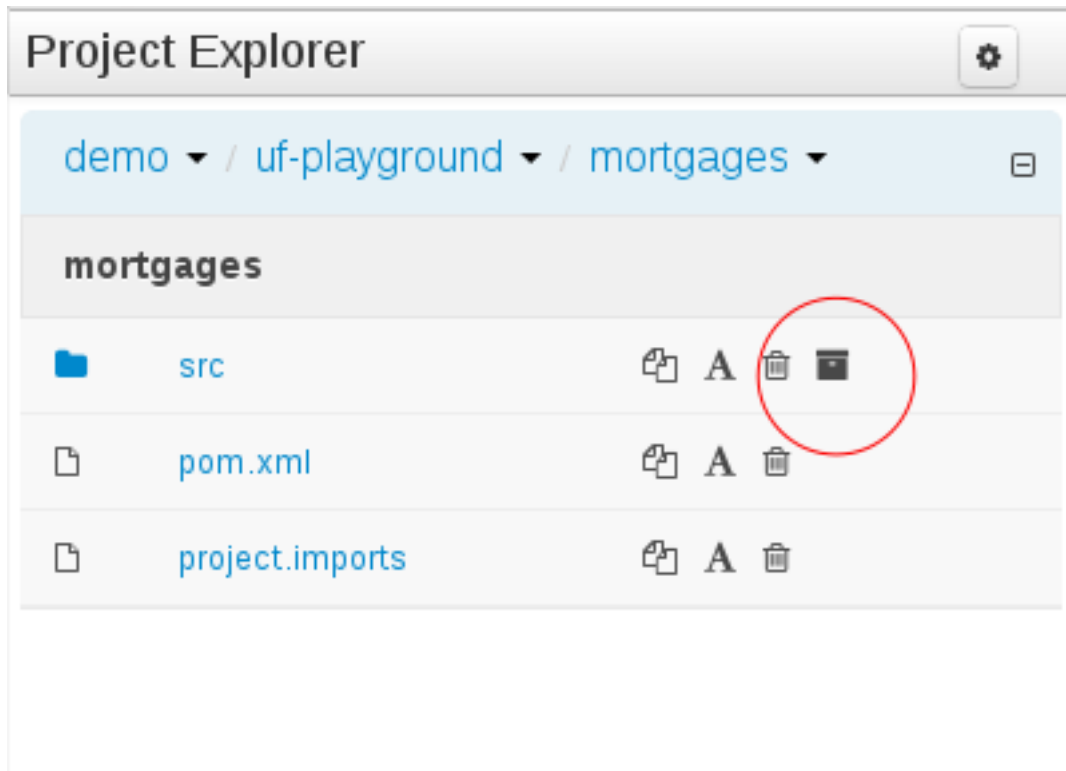 Project Explorer
demo / uf-playground / mortgages
mortgages
src
pom.xml
project.imports